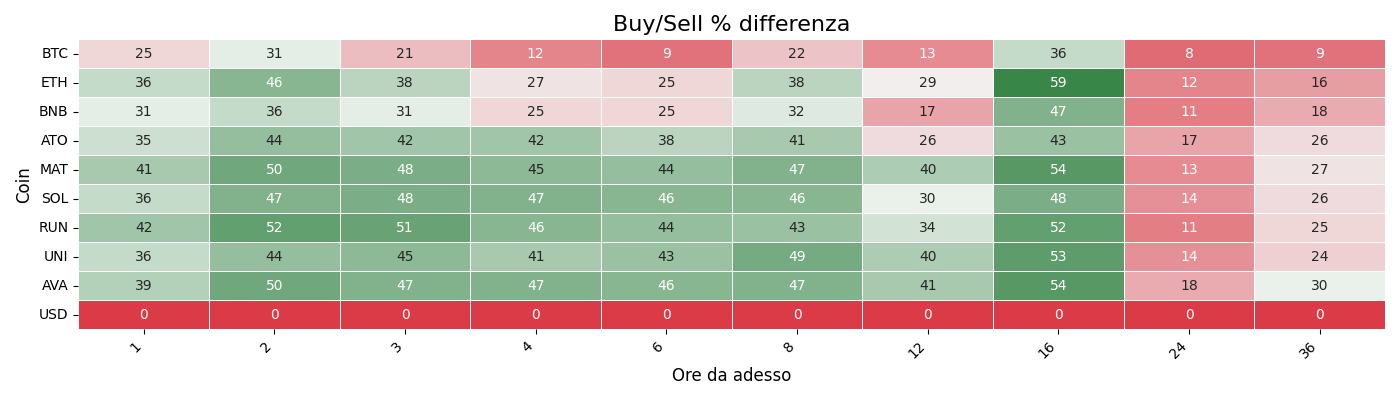 Buy/Sell % differenza
Coin
BTC 25 31 21 12 9 22 13 36 8 9
ETH 36 46 38 27 25 38 29 59 12 16
BNB 31 36 31 25 25 32 17 47 11 18
ATO 35 44 42 42 38 41 26 43 17 26
MAT 41 50 48 45 44 47 40 54 13 27
SOL 36 47 48 47 46 46 30 48 14 26
RUN 42 52 51 46 44 43 34 52 11 25
UNI 36 44 45 41 43 49 40 53 14 24
AVA 39 50 47 47 46 47 41 54 18 30
USD 0 0 0 0 0 0 0 0 0 0
1 2 3 4 6 8 12 16 24 36
Ore da adesso